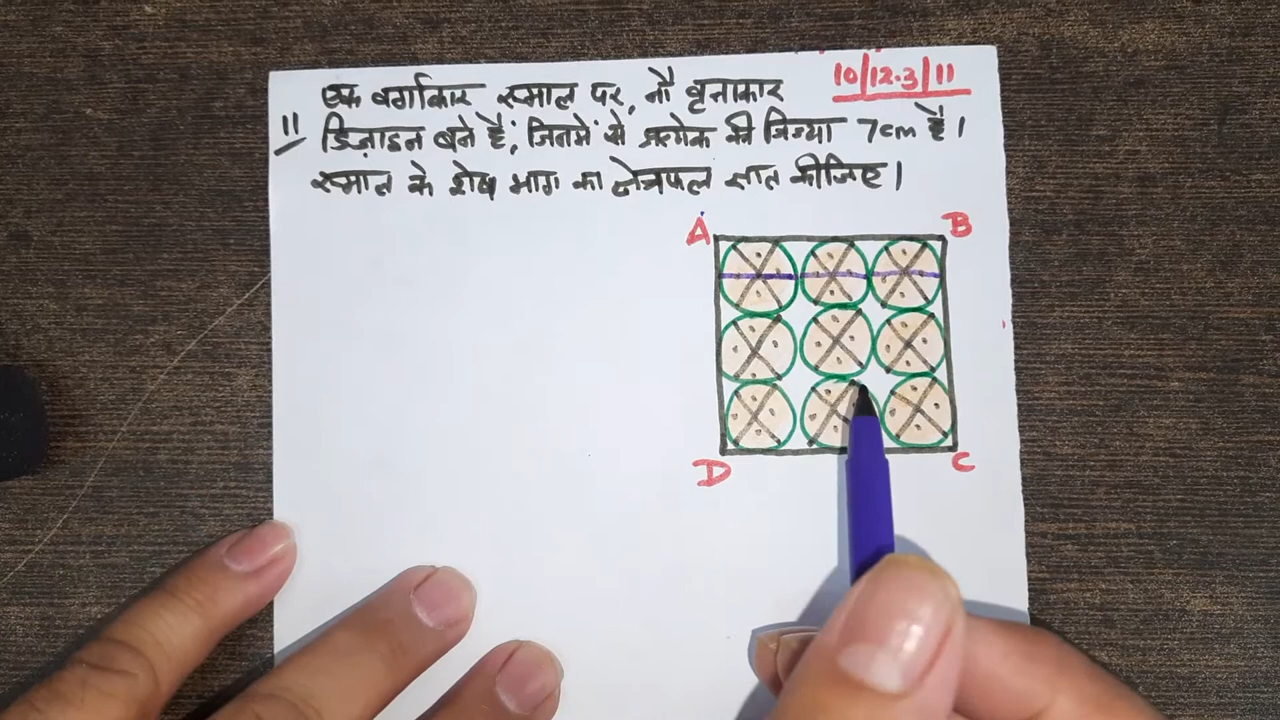 एक वर्गाकार रूमाल पर, नौ वृत्ताकार
10/12.3/11
11 डिज़ाइन बने हैं, जिनमें से प्रत्येक की त्रिज्या 7cm है।
रूमाल के शेष भाग का क्षेत्रफल ज्ञात कीजिए।
A B
D C